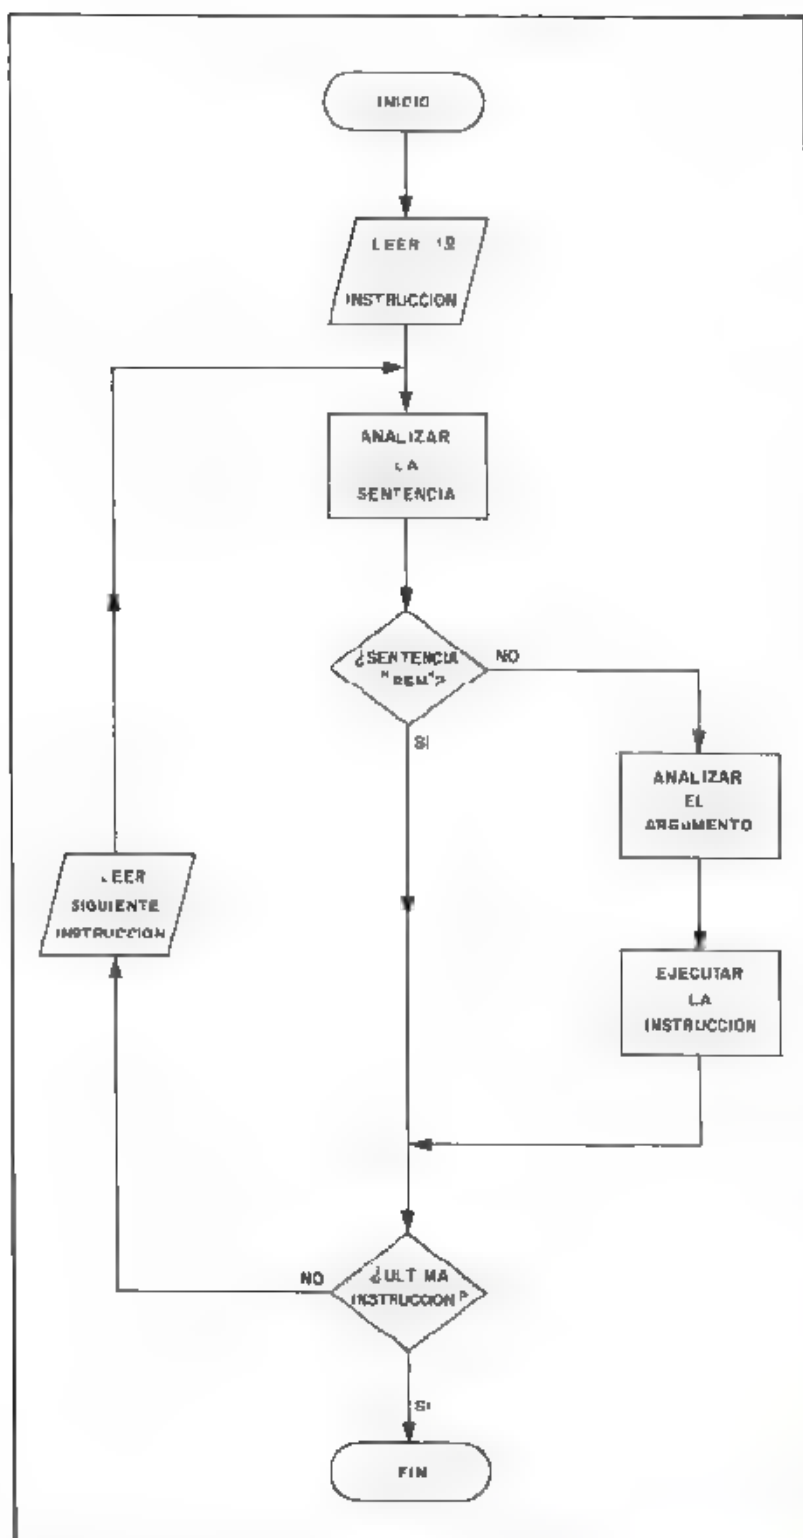 INICIO
LEER 1ª
INSTRUCCION
ANALIZAR
LA
SENTENCIA
¿SENTENCIA
"REM"?
NO
SI
ANALIZAR
EL
ARGUMENTO
LEER
SIGUIENTE
INSTRUCCION
EJECUTAR
LA
INSTRUCCION
¿ULTIMA
INSTRUCCION?
NO
SI
FIN